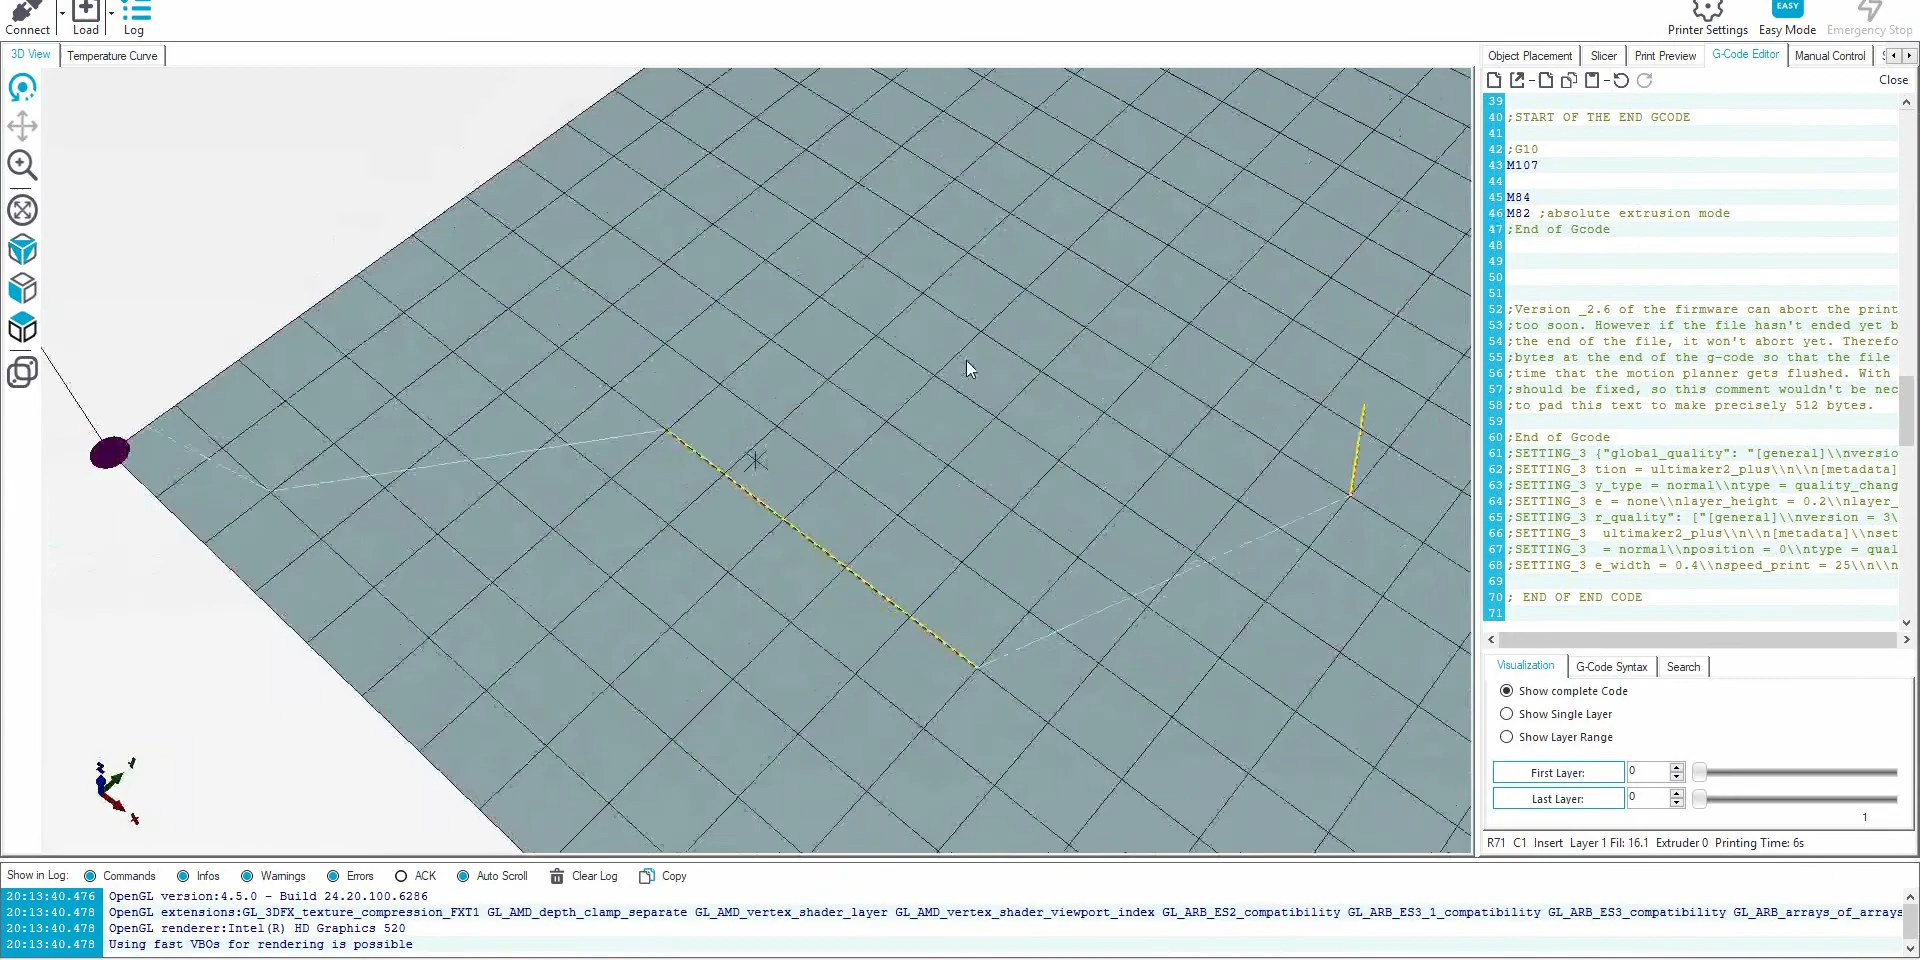 Connect
Load
Log
Printer Settings
EASY
Easy Mode
Emergency Stop
3D View
Temperature Curve
Object Placement
Slicer
Print Preview
G-Code Editor
Manual Control
Close
39
40 ;START OF THE END GCODE
41
42 ;G10
43 M107
44
45 M84
46 M82 ;absolute extrusion mode
47 ;End of Gcode
48
49
50
51
52 ;Version _2.6 of the firmware can abort the print
53 ;too soon. However if the file hasn't ended yet b
54 ;the end of the file, it won't abort yet. Therefo
55 ;bytes at the end of the g-code so that the file
56 ;time that the motion planner gets flushed. With
57 ;should be fixed, so this comment wouldn't be nec
58 ;to pad this text to make precisely 512 bytes.
59
60 ;End of Gcode
61 ;SETTING_3 {"global_quality": "[general]\\nversio
62 ;SETTING_3 tion = ultimaker2_plus\\n\\n[metadata]
63 ;SETTING_3 y_type = normal\\ntype = quality_chang
64 ;SETTING_3 e = none\\nlayer_height = 0.2\\nlayer_
65 ;SETTING_3 r_quality": ["[general]\\nversion = 3\
66 ;SETTING_3  ultimaker2_plus\\n\\n[metadata]\\nset
67 ;SETTING_3  = normal\\nposition = 0\\ntype = qual
68 ;SETTING_3 e_width = 0.4\\nspeed_print = 25\\n\\n
69
70 ; END OF END CODE
71
Visualization
G-Code Syntax
Search
Show complete Code
Show Single Layer
Show Layer Range
First Layer: 0
Last Layer: 0
1
R71 C1 Insert Layer 1 Fil: 16.1 Extruder 0 Printing Time: 6s
Show in Log: Commands Infos Warnings Errors ACK Auto Scroll Clear Log Copy
20:13:40.476 OpenGL version:4.5.0 - Build 24.20.100.6286
20:13:40.478 OpenGL extensions:GL_3DFX_texture_compression_FXT1 GL_AMD_depth_clamp_separate GL_AMD_vertex_shader_layer GL_AMD_vertex_shader_viewport_index GL_ARB_ES2_compatibility GL_ARB_ES3_1_compatibility GL_ARB_ES3_compatibility GL_ARB_arrays_of_arrays
20:13:40.478 OpenGL renderer:Intel(R) HD Graphics 520
20:13:40.478 Using fast VBOs for rendering is possible